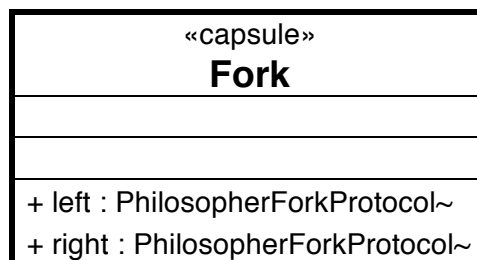 «capsule»
Fork
+ left : PhilosopherForkProtocol~
+ right : PhilosopherForkProtocol~